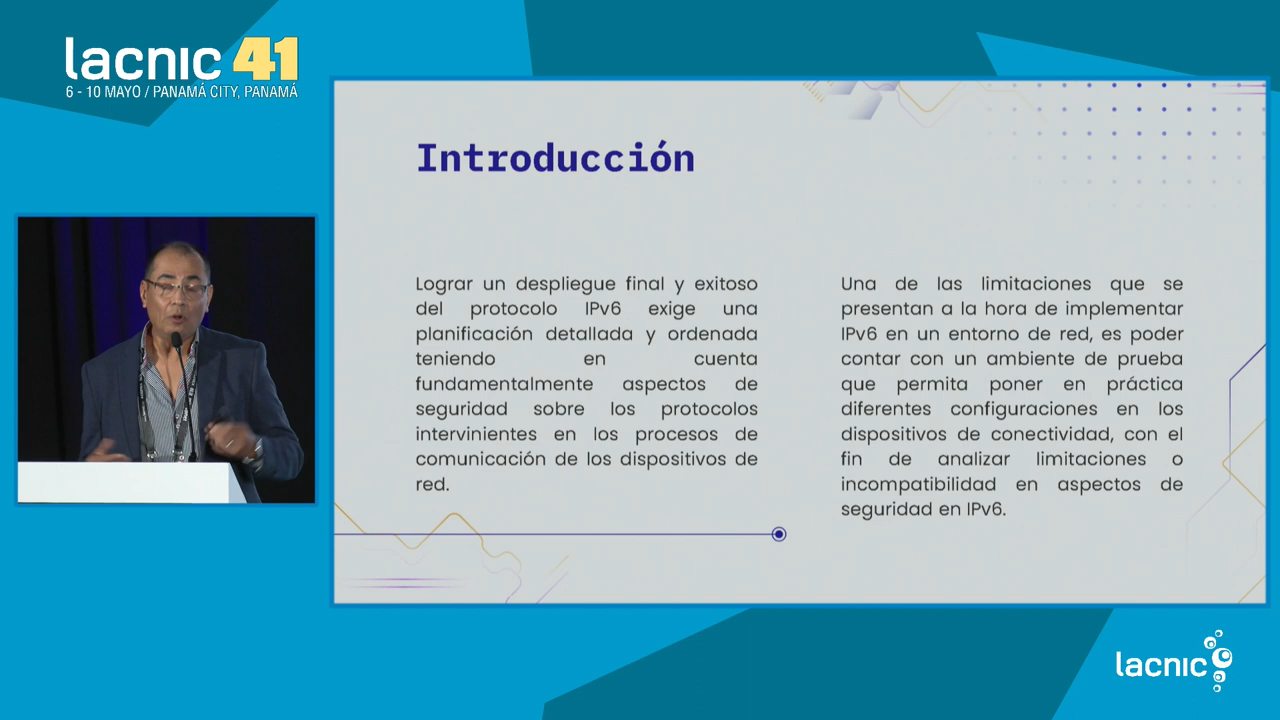 lacnic 41
6 - 10 MAYO / PANAMÁ CITY, PANAMÁ
Introducción
Lograr un despliegue final y exitoso
del protocolo IPv6 exige una
planificación detallada y ordenada
teniendo en cuenta
fundamentalmente aspectos de
seguridad sobre los protocolos
intervinientes en los procesos de
comunicación de los dispositivos de
red.
Una de las limitaciones que se
presentan a la hora de implementar
IPv6 en un entorno de red, es poder
contar con un ambiente de prueba
que permita poner en práctica
diferentes configuraciones en los
dispositivos de conectividad, con el
fin de analizar limitaciones o
incompatibilidad en aspectos de
seguridad en IPv6.
lacnic